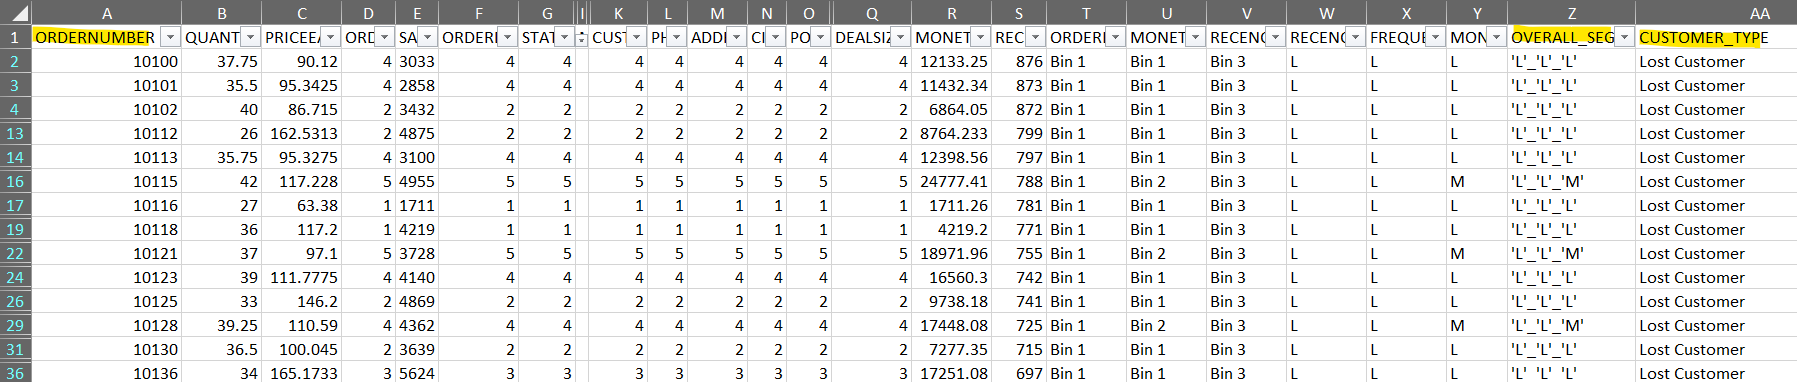 A B C D E F G I K L M N O Q R S T U V W X Y Z AA
1 ORDERNUMBER QUANT PRICEEA ORD SA ORDERI STAT CUST PH ADDI CI PO DEALSIZ MONET REC ORDERI MONET RECENC RECENC FREQUE MON OVERALL_SEG CUSTOMER_TYPE
2 10100 37.75 90.12 4 3033 4 4 4 4 4 4 4 4 12133.25 876 Bin 1 Bin 1 Bin 3 L L L 'L'_'L'_'L' Lost Customer
3 10101 35.5 95.3425 4 2858 4 4 4 4 4 4 4 4 11432.34 873 Bin 1 Bin 1 Bin 3 L L L 'L'_'L'_'L' Lost Customer
4 10102 40 86.715 2 3432 2 2 2 2 2 2 2 2 6864.05 872 Bin 1 Bin 1 Bin 3 L L L 'L'_'L'_'L' Lost Customer
13 10112 26 162.5313 2 4875 2 2 2 2 2 2 2 2 8764.233 799 Bin 1 Bin 1 Bin 3 L L L 'L'_'L'_'L' Lost Customer
14 10113 35.75 95.3275 4 3100 4 4 4 4 4 4 4 4 12398.56 797 Bin 1 Bin 1 Bin 3 L L L 'L'_'L'_'L' Lost Customer
16 10115 42 117.228 5 4955 5 5 5 5 5 5 5 5 24777.41 788 Bin 1 Bin 2 Bin 3 L L M 'L'_'L'_'M' Lost Customer
17 10116 27 63.38 1 1711 1 1 1 1 1 1 1 1 1711.26 781 Bin 1 Bin 1 Bin 3 L L L 'L'_'L'_'L' Lost Customer
19 10118 36 117.2 1 4219 1 1 1 1 1 1 1 1 4219.2 771 Bin 1 Bin 1 Bin 3 L L L 'L'_'L'_'L' Lost Customer
22 10121 37 97.1 5 3728 5 5 5 5 5 5 5 5 18971.96 755 Bin 1 Bin 2 Bin 3 L L M 'L'_'L'_'M' Lost Customer
24 10123 39 111.7775 4 4140 4 4 4 4 4 4 4 4 16560.3 742 Bin 1 Bin 1 Bin 3 L L L 'L'_'L'_'L' Lost Customer
26 10125 33 146.2 2 4869 2 2 2 2 2 2 2 2 9738.18 741 Bin 1 Bin 1 Bin 3 L L L 'L'_'L'_'L' Lost Customer
29 10128 39.25 110.59 4 4362 4 4 4 4 4 4 4 4 17448.08 725 Bin 1 Bin 2 Bin 3 L L M 'L'_'L'_'M' Lost Customer
31 10130 36.5 100.045 2 3639 2 2 2 2 2 2 2 2 7277.35 715 Bin 1 Bin 1 Bin 3 L L L 'L'_'L'_'L' Lost Customer
36 10136 34 165.1733 3 5624 3 3 3 3 3 3 3 3 17251.08 697 Bin 1 Bin 1 Bin 3 L L L 'L' 'L' 'L' Lost Customer